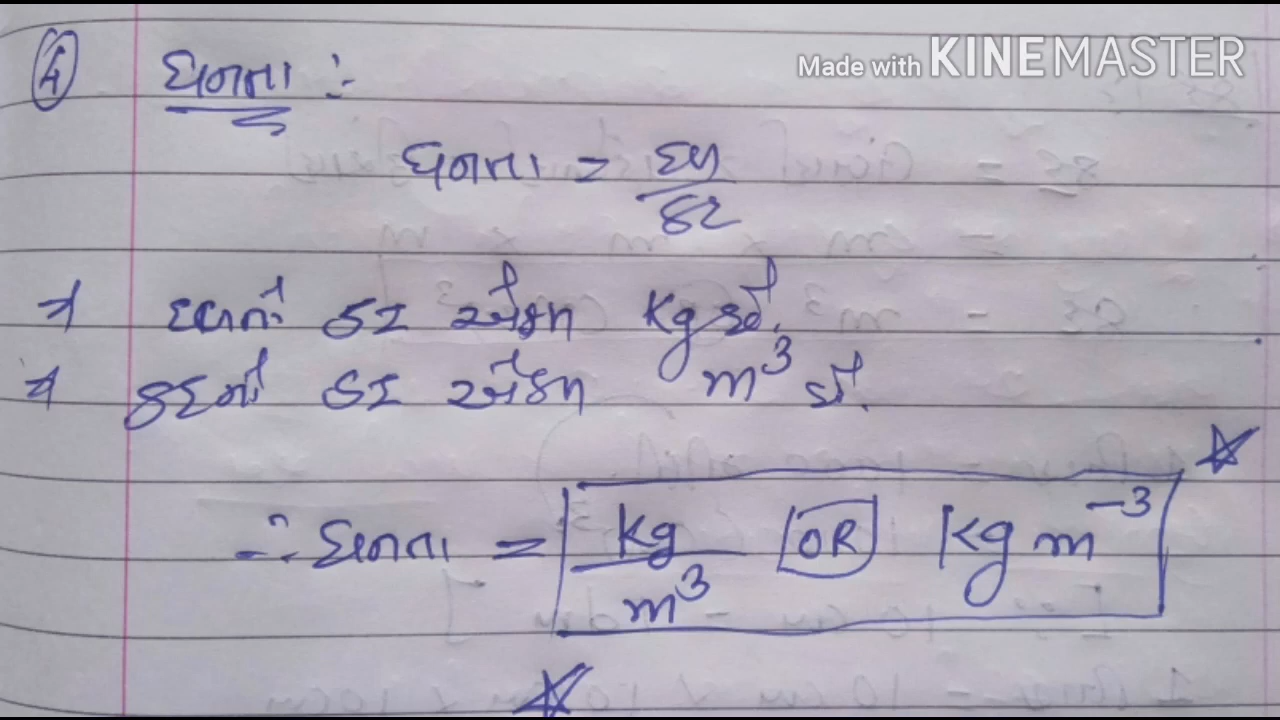 Made with KINEMASTER
④ ઘનતા :-
ઘનતા = દળ / કદ
→ દળનો SI એકમ Kg છે.
→ કદનો SI એકમ m³ છે.
∴ ઘનતા = kg / m³ OR kg m⁻³